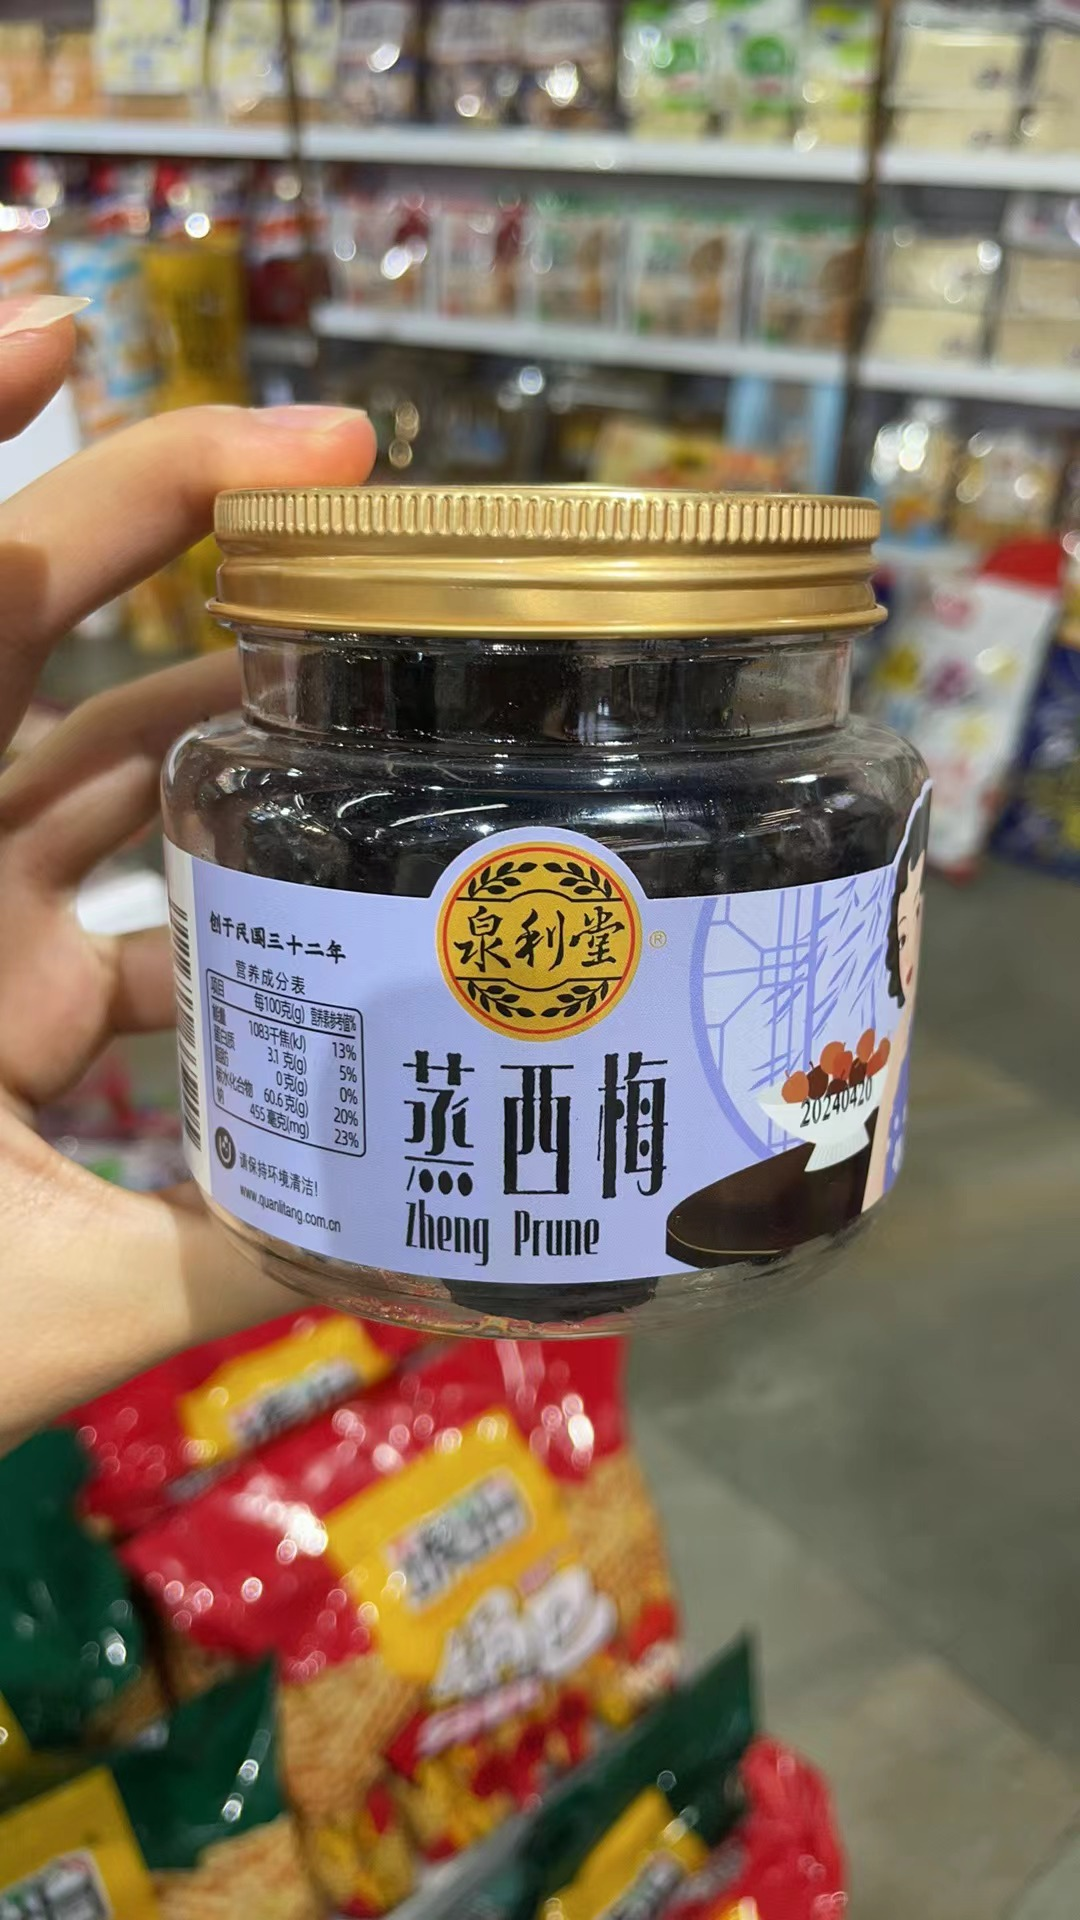 泉利堂
®
创于民国三十二年
营养成分表
项目 每100克(g) 营养素参考值%
能量 1083千焦(kJ) 13%
蛋白质 3.1 克(g) 5%
脂肪 0克(g) 0%
碳水化合物 60.6克(g) 20%
钠 455毫克(mg) 23%
请保持环境清洁!
www.quanlitang.com.cn
蒸西梅
Zheng Prune
20240420